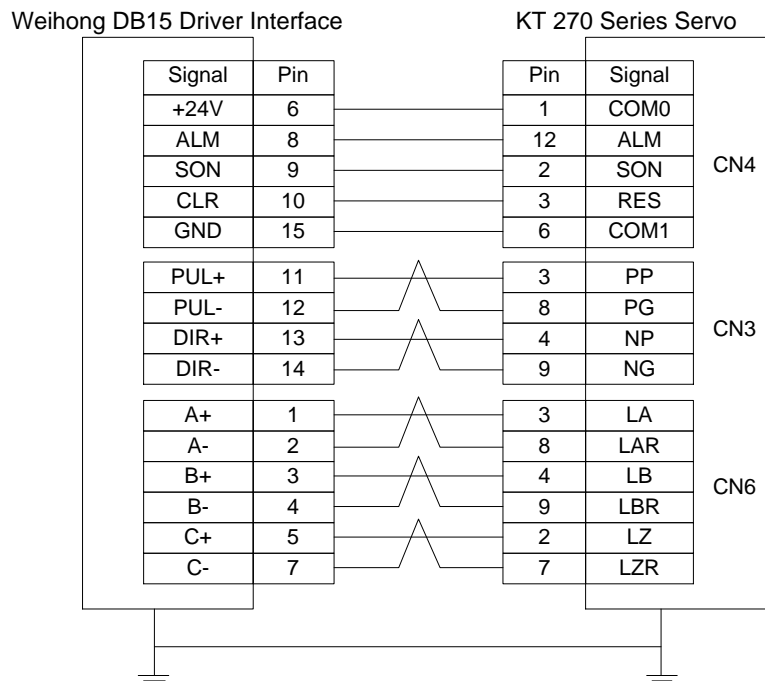 Weihong DB15 Driver Interface KT 270 Series Servo
Signal Pin Pin Signal
+24V 6 1 COM0
ALM 8 12 ALM
SON 9 2 SON CN4
CLR 10 3 RES
GND 15 6 COM1
PUL+ 11 3 PP
PUL- 12 8 PG
DIR+ 13 4 NP CN3
DIR- 14 9 NG
A+ 1 3 LA
A- 2 8 LAR
B+ 3 4 LB CN6
B- 4 9 LBR
C+ 5 2 LZ
C- 7 7 LZR